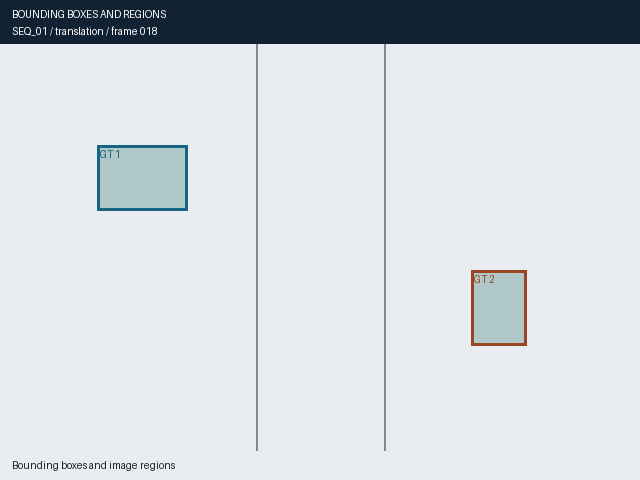 BOUNDING BOXES AND REGIONS
SEQ_01 / translation / frame 018
GT1
GT2
Bounding boxes and image regions